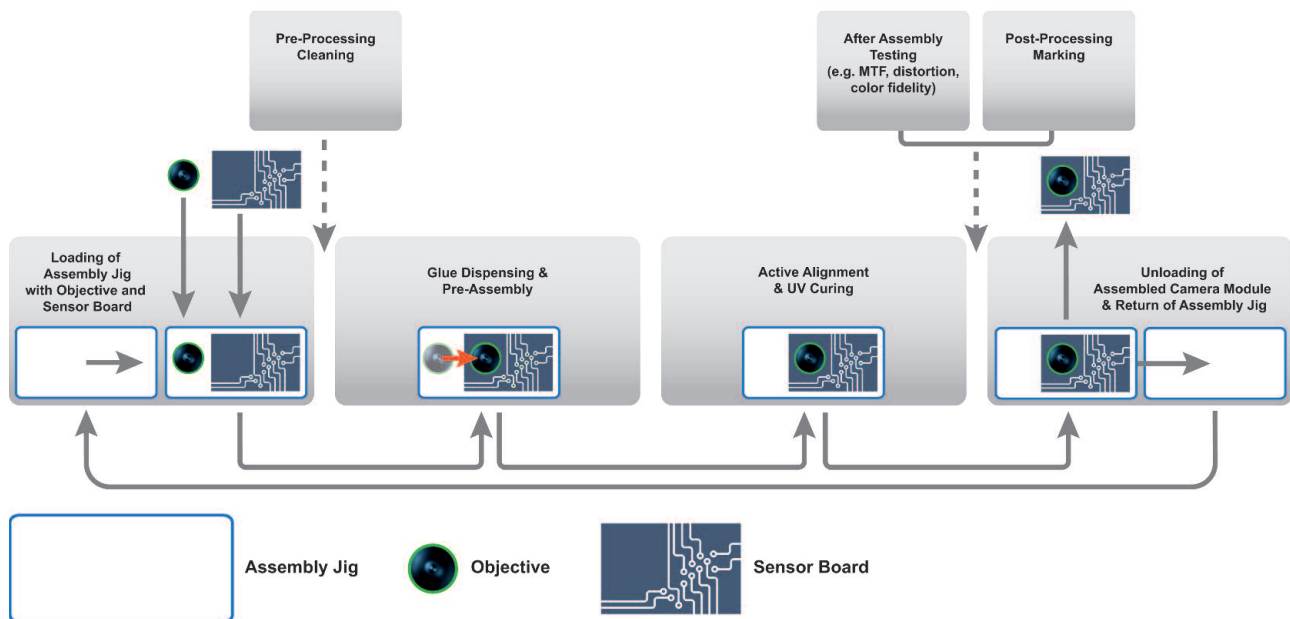 Pre-Processing
Cleaning
After Assembly
Testing
(e.g. MTF, distortion,
color fidelity)
Post-Processing
Marking
Loading of
Assembly Jig
with Objective and
Sensor Board
Glue Dispensing &
Pre-Assembly
Active Alignment
& UV Curing
Unloading of
Assembled Camera Module
& Return of Assembly Jig
Assembly Jig
Objective
Sensor Board